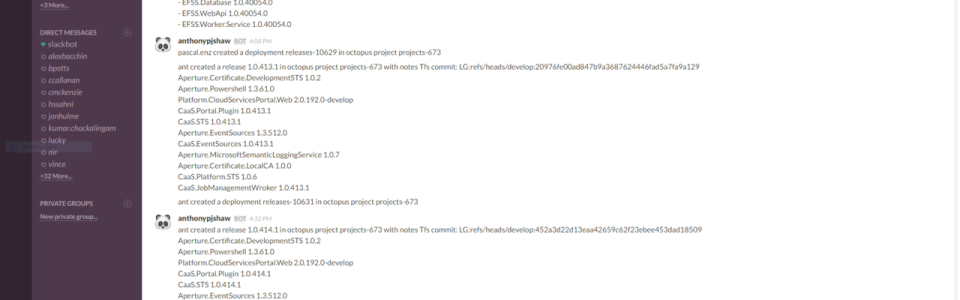 +3 More...
DIRECT MESSAGES
slackbot
alexbacchin
bpotts
ccallanan
cmckenzie
hssahni
jonhulme
kumar.chockalingam
lucky
nir
vince
+32 More...
PRIVATE GROUPS
New private group...
- EFSS.Database 1.0.40054.0
- EFSS.WebApi 1.0.40054.0
- EFSS.Worker.Service 1.0.40054.0
anthonypjshaw BOT 4:08 PM
pascal.enz created a deployment releases-10629 in octopus project projects-673
ant created a release 1.0.413.1 in octopus project projects-673 with notes Tfs commit: LG:refs/heads/develop:20976fe00ad847b9a3687624446fad5a7fa9a129
Aperture.Certificate.DevelopmentSTS 1.0.2
Aperture.Powershell 1.3.61.0
Platform.CloudServicesPortal.Web 2.0.192.0-develop
CaaS.Portal.Plugin 1.0.413.1
CaaS.STS 1.0.413.1
Aperture.EventSources 1.3.512.0
CaaS.EventSources 1.0.413.1
Aperture.MicrosoftSemanticLoggingService 1.0.7
Aperture.Certificate.LocalCA 1.0.0
CaaS.Platform.STS 1.0.6
CaaS.JobManagementWroker 1.0.413.1
ant created a deployment releases-10631 in octopus project projects-673
anthonypjshaw BOT 4:32 PM
ant created a release 1.0.414.1 in octopus project projects-673 with notes Tfs commit: LG:refs/heads/develop:452a3d22d13eaa42659c62f23ebee453dad18509
Aperture.Certificate.DevelopmentSTS 1.0.2
Aperture.Powershell 1.3.61.0
Platform.CloudServicesPortal.Web 2.0.192.0-develop
CaaS.Portal.Plugin 1.0.414.1
CaaS.STS 1.0.414.1
Aperture.EventSources 1.3.512.0